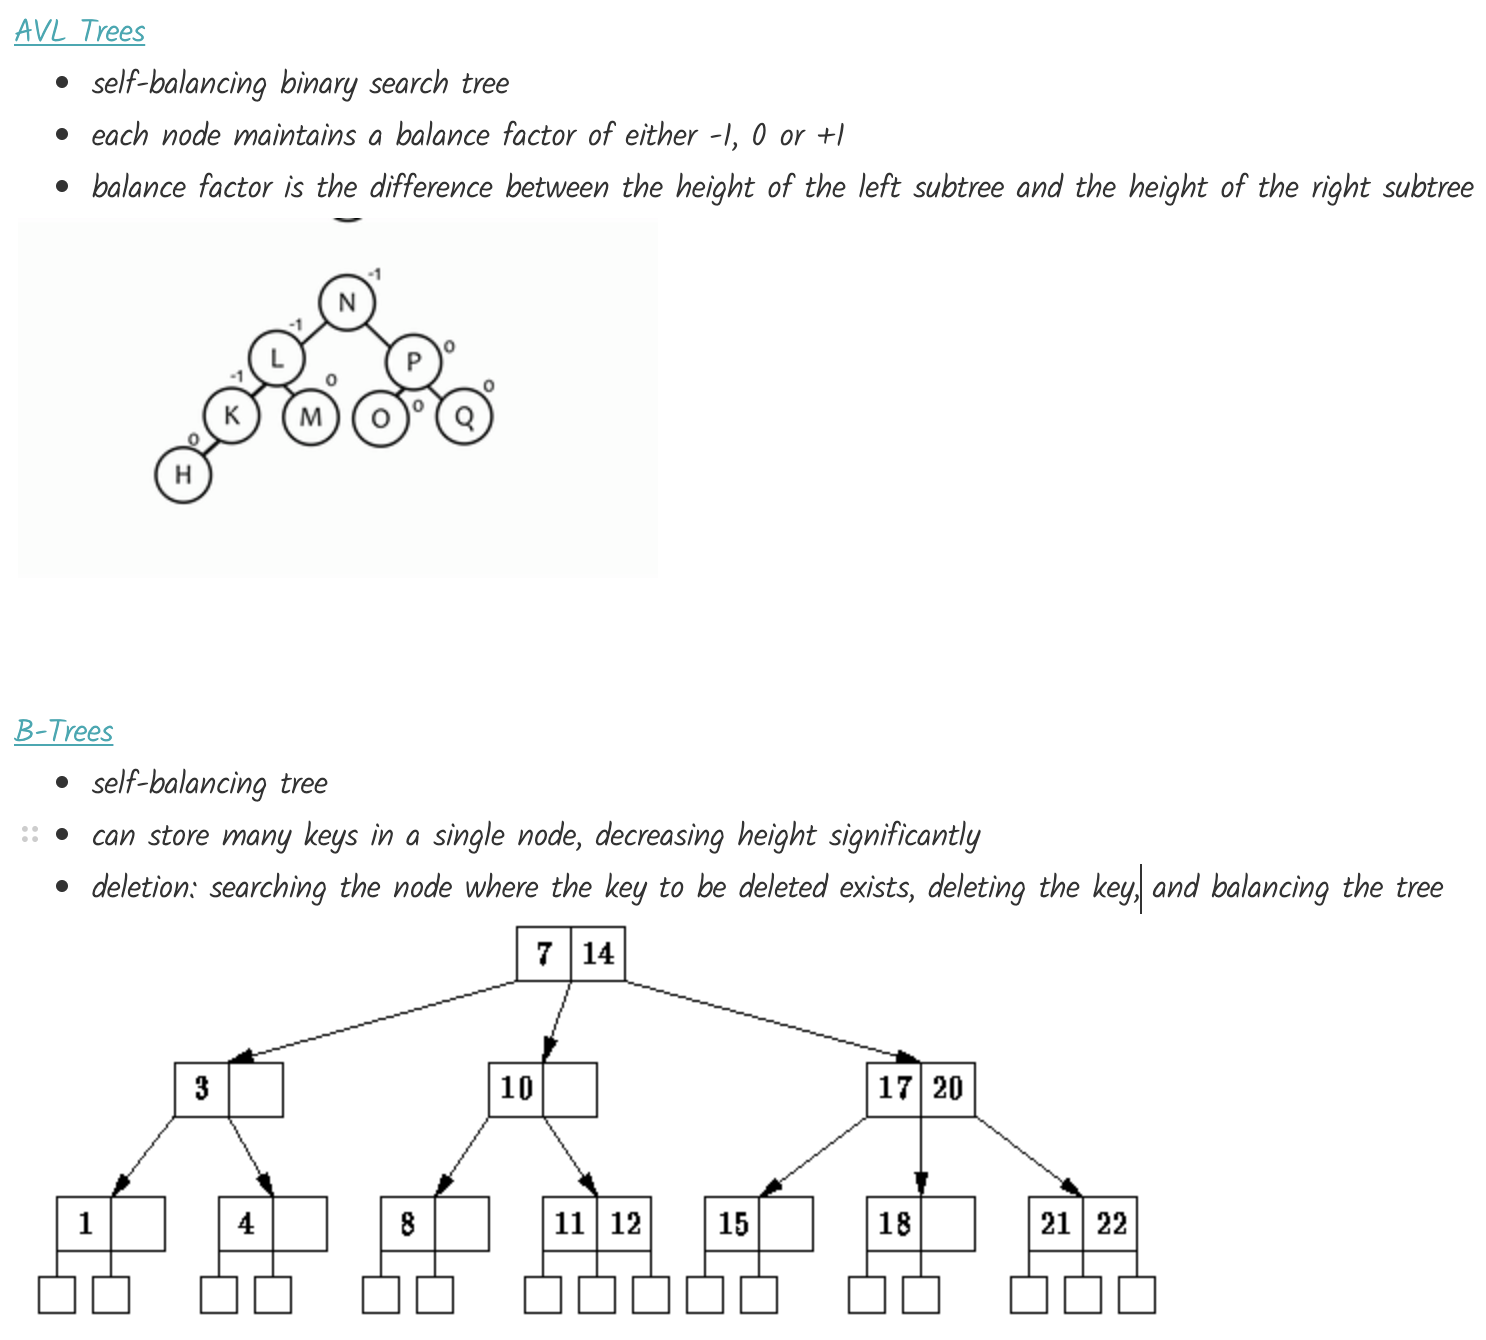 AVL Trees
self-balancing binary search tree
each node maintains a balance factor of either -1, 0 or +1
balance factor is the difference between the height of the left subtree and the height of the right subtree
N -1
L -1 P 0
K -1 M 0 O 0 Q 0
H 0
B-Trees
self-balancing tree
can store many keys in a single node, decreasing height significantly
deletion: searching the node where the key to be deleted exists, deleting the key, and balancing the tree
7 14
3 10 17 20
1 4 8 11 12 15 18 21 22